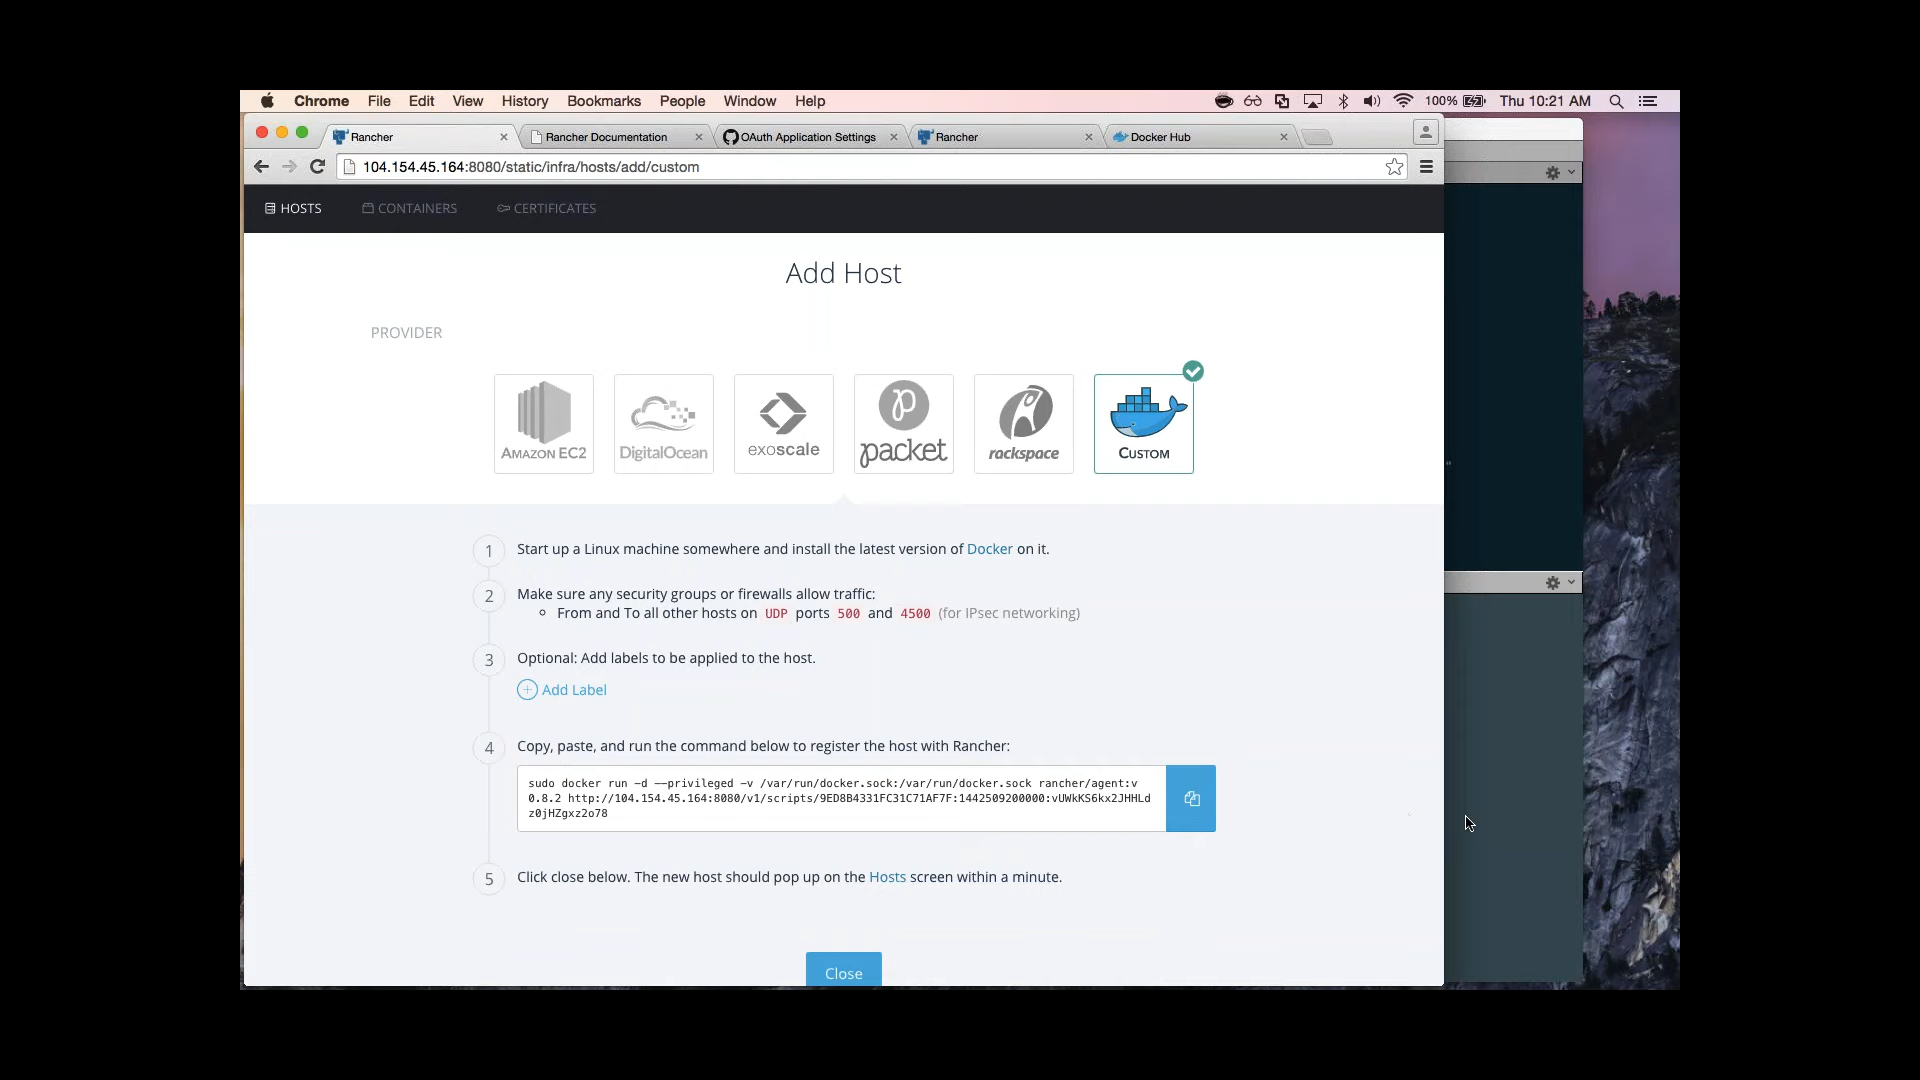 Chrome File Edit View History Bookmarks People Window Help 100% Thu 10:21 AM
Rancher Rancher Documentation OAuth Application Settings Rancher Docker Hub
104.154.45.164:8080/static/infra/hosts/add/custom
HOSTS CONTAINERS CERTIFICATES
Add Host
PROVIDER
AMAZON EC2 DigitalOcean exoscale packet rackspace CUSTOM
1 Start up a Linux machine somewhere and install the latest version of Docker on it.
2 Make sure any security groups or firewalls allow traffic:
From and To all other hosts on UDP ports 500 and 4500 (for IPsec networking)
3 Optional: Add labels to be applied to the host.
Add Label
4 Copy, paste, and run the command below to register the host with Rancher:
sudo docker run -d --privileged -v /var/run/docker.sock:/var/run/docker.sock rancher/agent:v
0.8.2 http://104.154.45.164:8080/v1/scripts/9ED8B4331FC31C71AF7F:1442509200000:vUWkKS6kx2JHHLd
z0jHZgxz2o78
5 Click close below. The new host should pop up on the Hosts screen within a minute.
Close